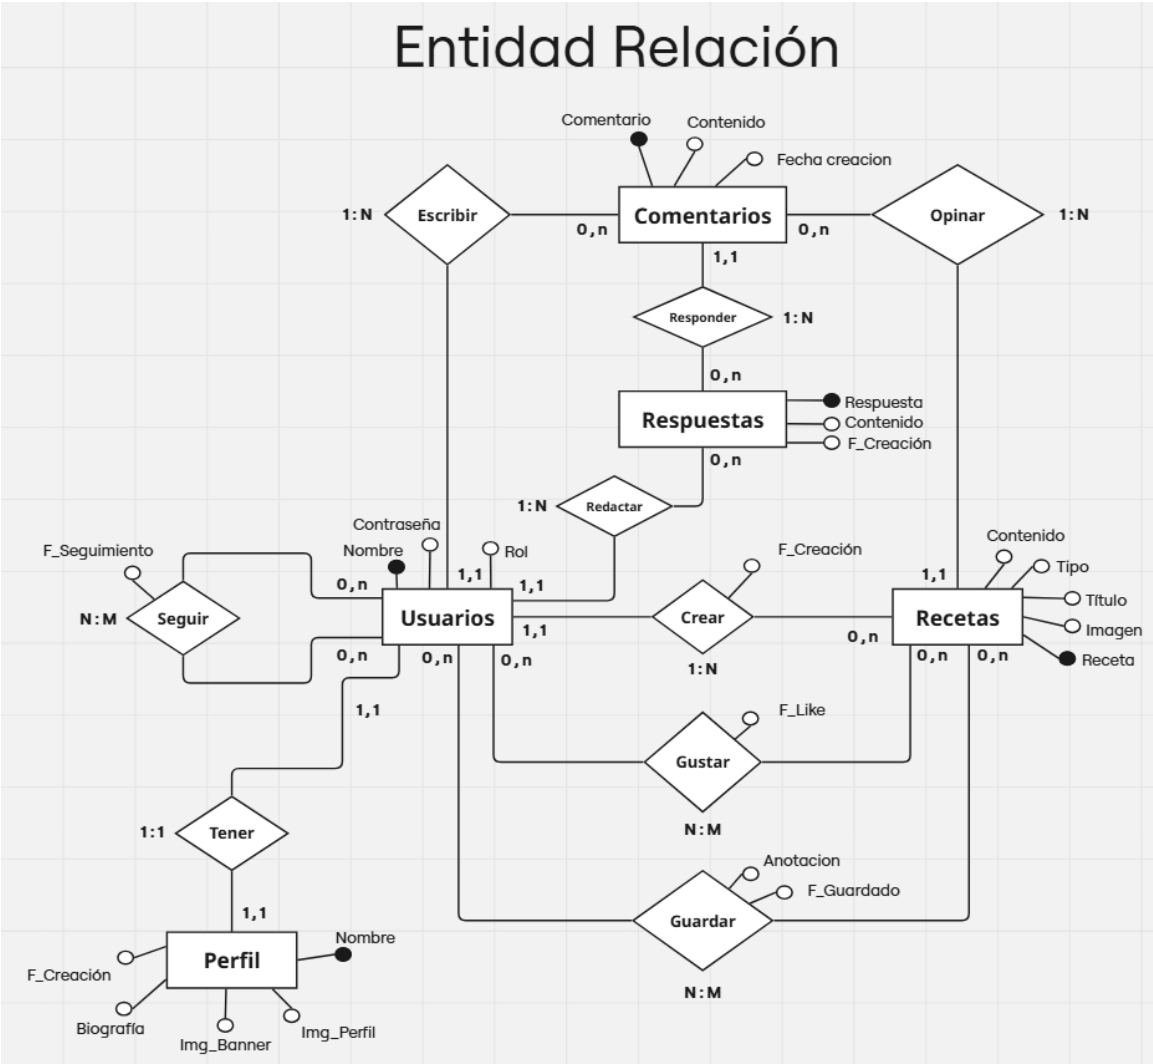 Entidad Relación
Comentario
Contenido
Fecha creacion
1:N
Escribir
0,n
Comentarios
0,n
Opinar
1:N
1,1
Responder
1:N
0,n
Respuestas
Respuesta
Contenido
F_Creación
0,n
1:N
Redactar
F_Seguimiento
Contraseña
Nombre
Rol
F_Creación
Contenido
Tipo
Título
Imagen
Receta
0,n
1,1
1,1
1,1
N:M
Seguir
Usuarios
Crear
Recetas
1,1
0,n
0,n
0,n
0,n
0,n
0,n
1:N
1,1
F_Like
Gustar
N:M
1:1
Tener
Anotacion
F_Guardado
Guardar
N:M
1,1
Nombre
Perfil
F_Creación
Biografía
Img_Banner
Img_Perfil